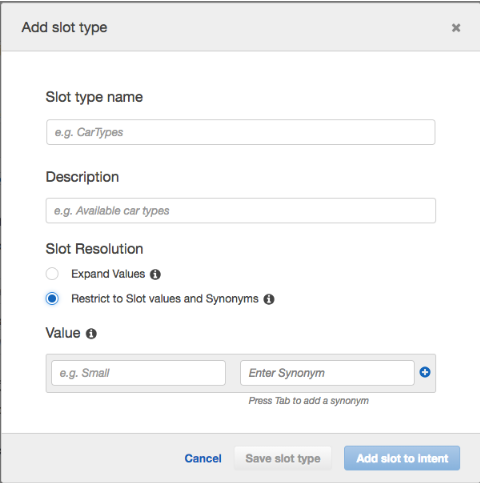 Add slot type
Slot type name
e.g. CarTypes
Description
e.g. Available car types
Slot Resolution
Expand Values
Restrict to Slot values and Synonyms
Value
e.g. Small Enter Synonym
Press Tab to add a synonym
Cancel Save slot type Add slot to intent